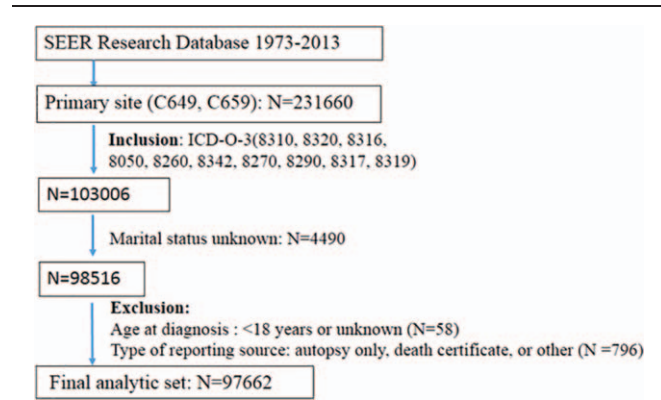 SEER Research Database 1973-2013
Primary site (C649, C659): N=231660
Inclusion: ICD-O-3(8310, 8320, 8316,
8050, 8260, 8342, 8270, 8290, 8317, 8319)
N=103006
Marital status unknown: N=4490
N=98516
Exclusion:
Age at diagnosis : <18 years or unknown (N=58)
Type of reporting source: autopsy only, death certificate, or other (N =796)
Final analytic set: N=97662